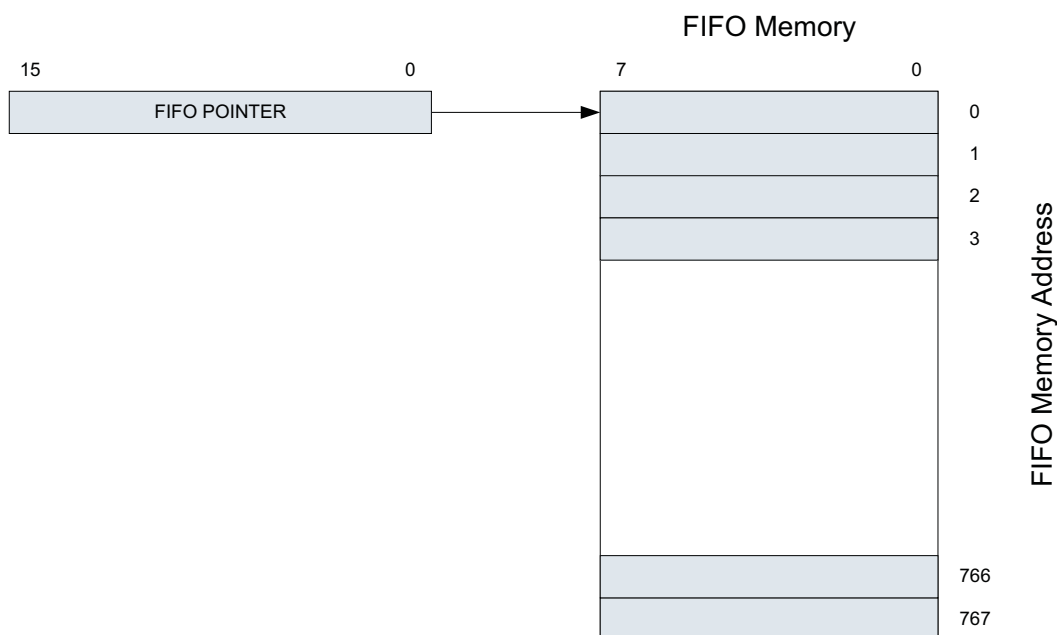 FIFO Memory
15 0 7 0
FIFO POINTER 0
1
2
3
FIFO Memory Address
766
767